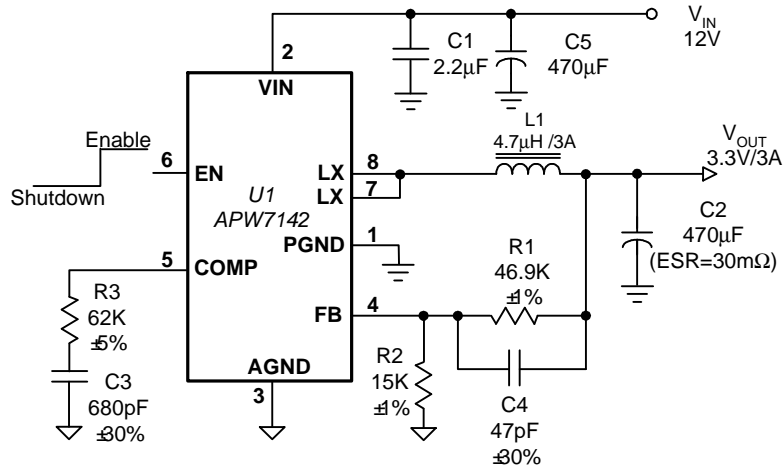 V_IN
12V
C1
2.2µF
C5
470µF
2
VIN
L1
4.7µH /3A
V_OUT
3.3V/3A
Enable
Shutdown
6
EN
U1
APW7142
LX
8
LX
7
PGND
1
C2
470µF
(ESR=30mΩ)
5
COMP
R1
46.9K
±1%
FB
4
R3
62K
±5%
AGND
3
R2
15K
±1%
C3
680pF
±30%
C4
47pF
±30%